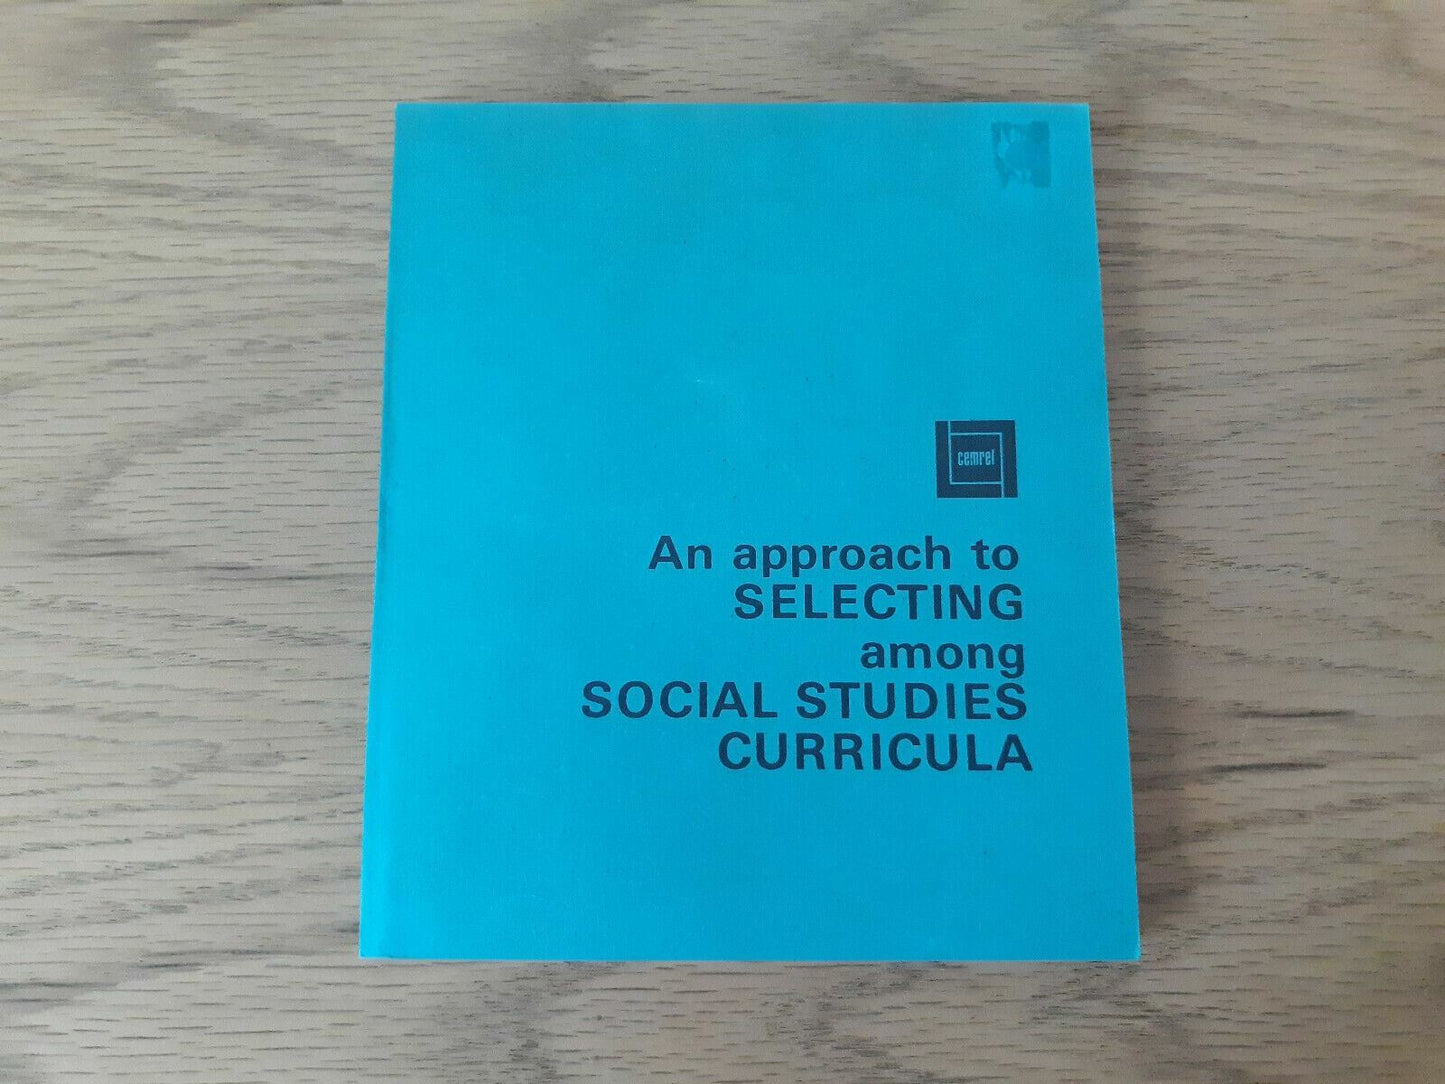 cemrel
An approach to
SELECTING
among
SOCIAL STUDIES
CURRICULA